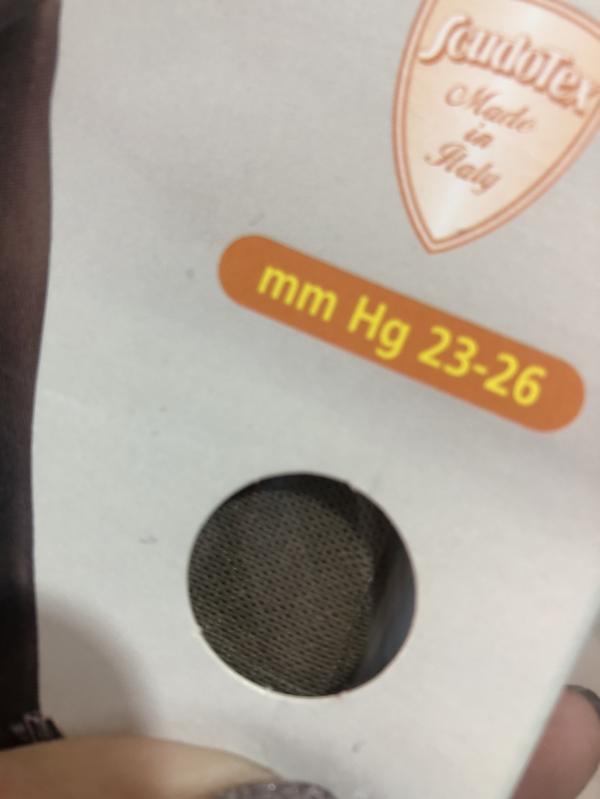 ScudoTex
Made
in
Italy
mm Hg 23-26